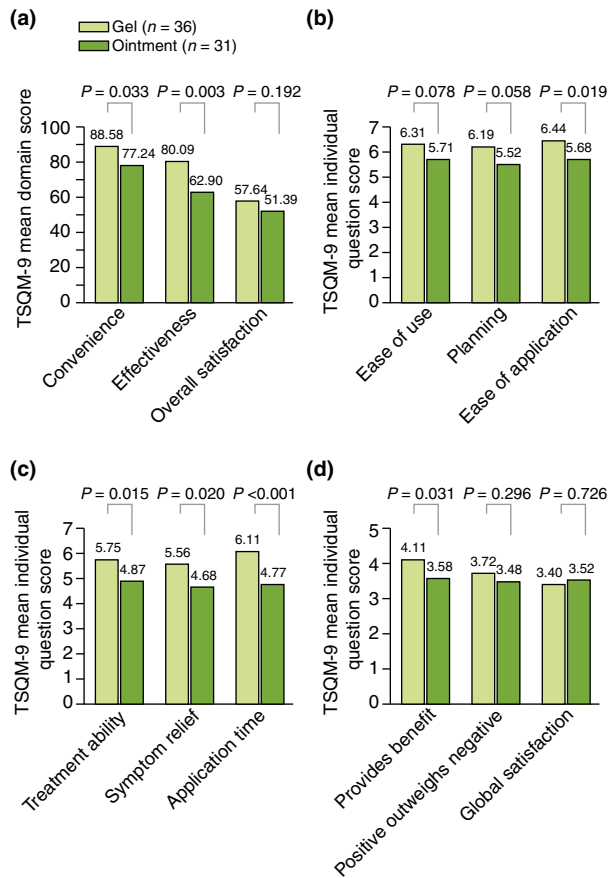 (a)
Gel (n = 36)
Ointment (n = 31)
P = 0.033 P = 0.003 P = 0.192
TSQM-9 mean domain score
100
80
60
40
20
0
88.58
77.24
80.09
62.90
57.64
51.39
Convenience
Effectiveness
Overall satisfaction
(b)
P = 0.078 P = 0.058 P = 0.019
TSQM-9 mean individual
question score
7
6
5
4
3
2
1
0
6.31
5.71
6.19
5.52
6.44
5.68
Ease of use
Planning
Ease of application
(c)
P = 0.015 P = 0.020 P <0.001
TSQM-9 mean individual
question score
7
6
5
4
3
2
1
0
5.75
4.87
5.56
4.68
6.11
4.77
Treatment ability
Symptom relief
Application time
(d)
P = 0.031 P = 0.296 P = 0.726
TSQM-9 mean individual
question score
5
4
3
2
1
0
4.11
3.58
3.72
3.48
3.40
3.52
Provides benefit
Positive outweighs negative
Global satisfaction